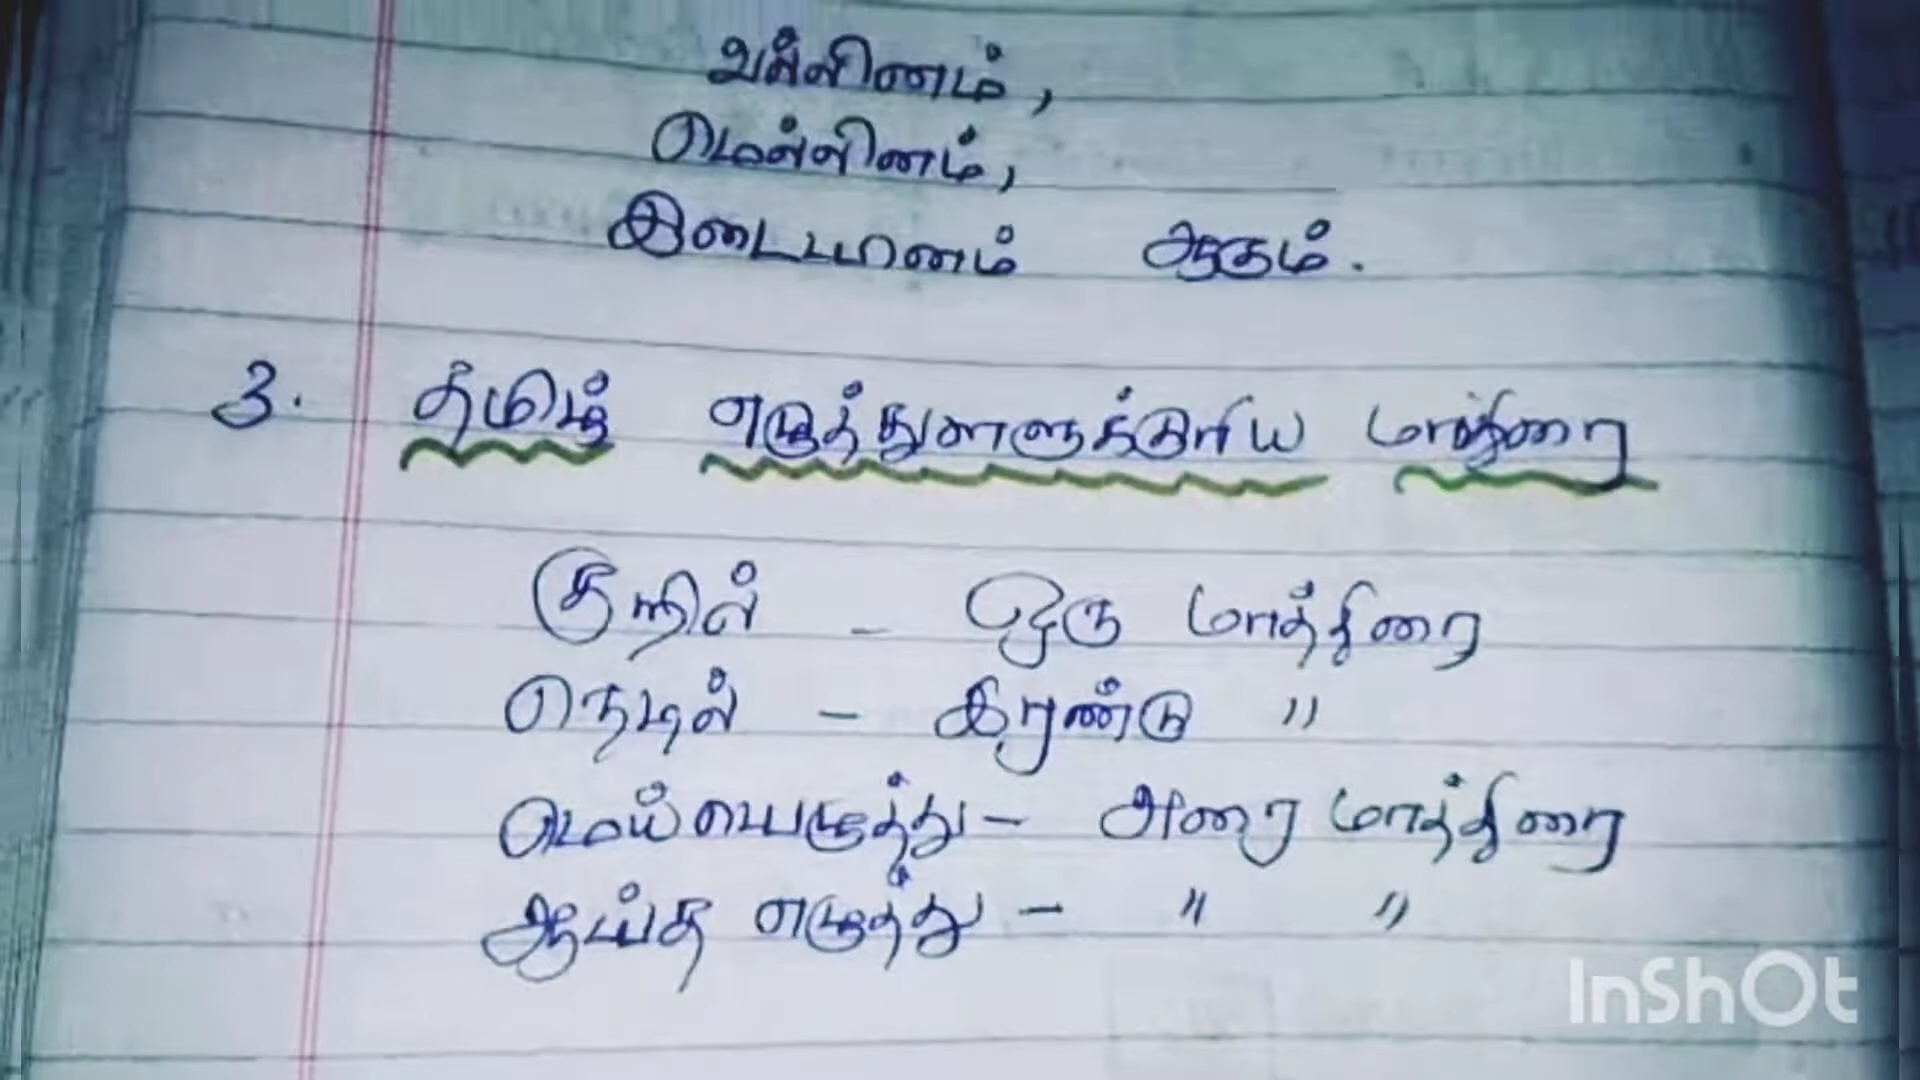 வல்லினம்,
மெல்லினம்,
இடையினம் ஆகும்.
3. தமிழ் எழுத்துகளுக்குரிய மாத்திரை
குறில் - ஒரு மாத்திரை
நெடில் - இரண்டு "
மெய்யெழுத்து - அரை மாத்திரை
ஆய்த எழுத்து - " "
InShOt